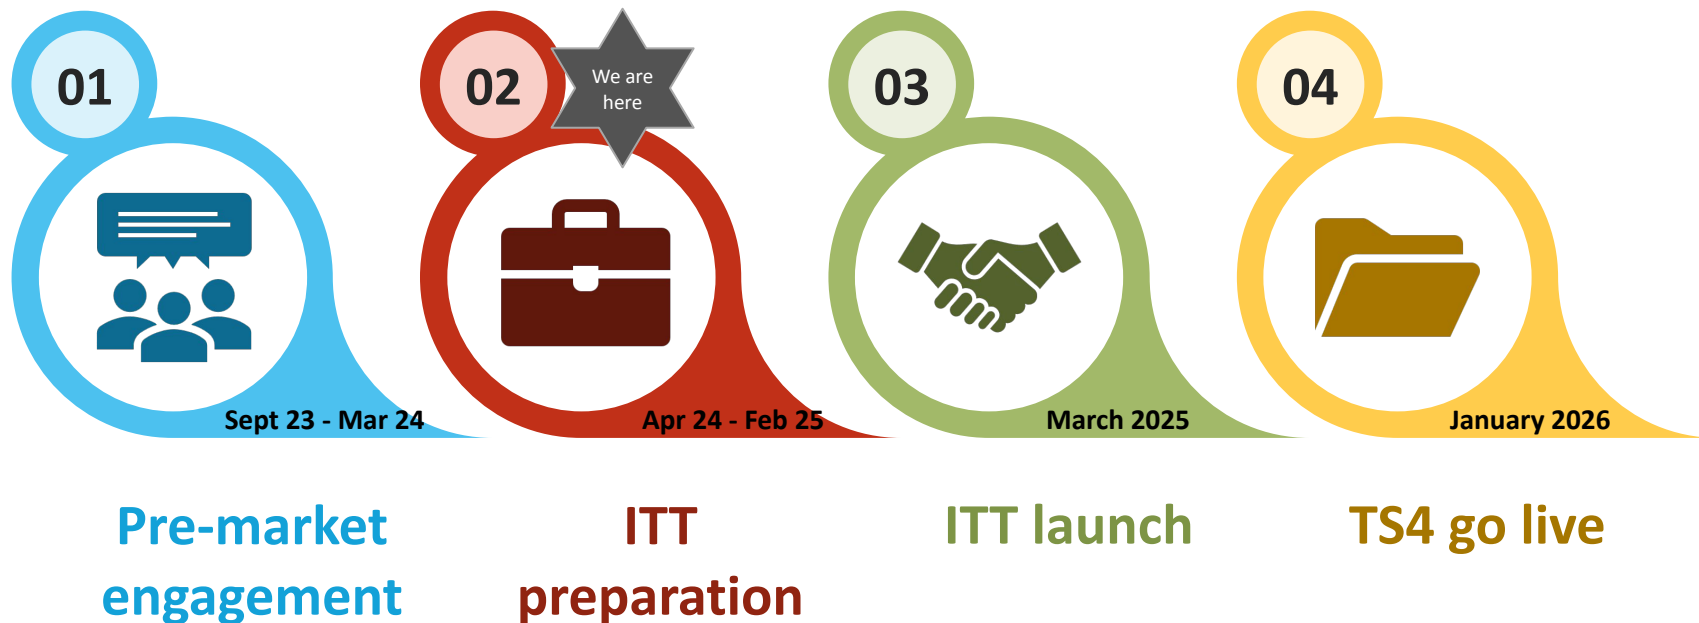 01
Sept 23 - Mar 24
Pre-market
engagement
02
We are
here
Apr 24 - Feb 25
ITT
preparation
03
March 2025
ITT launch
04
January 2026
TS4 go live